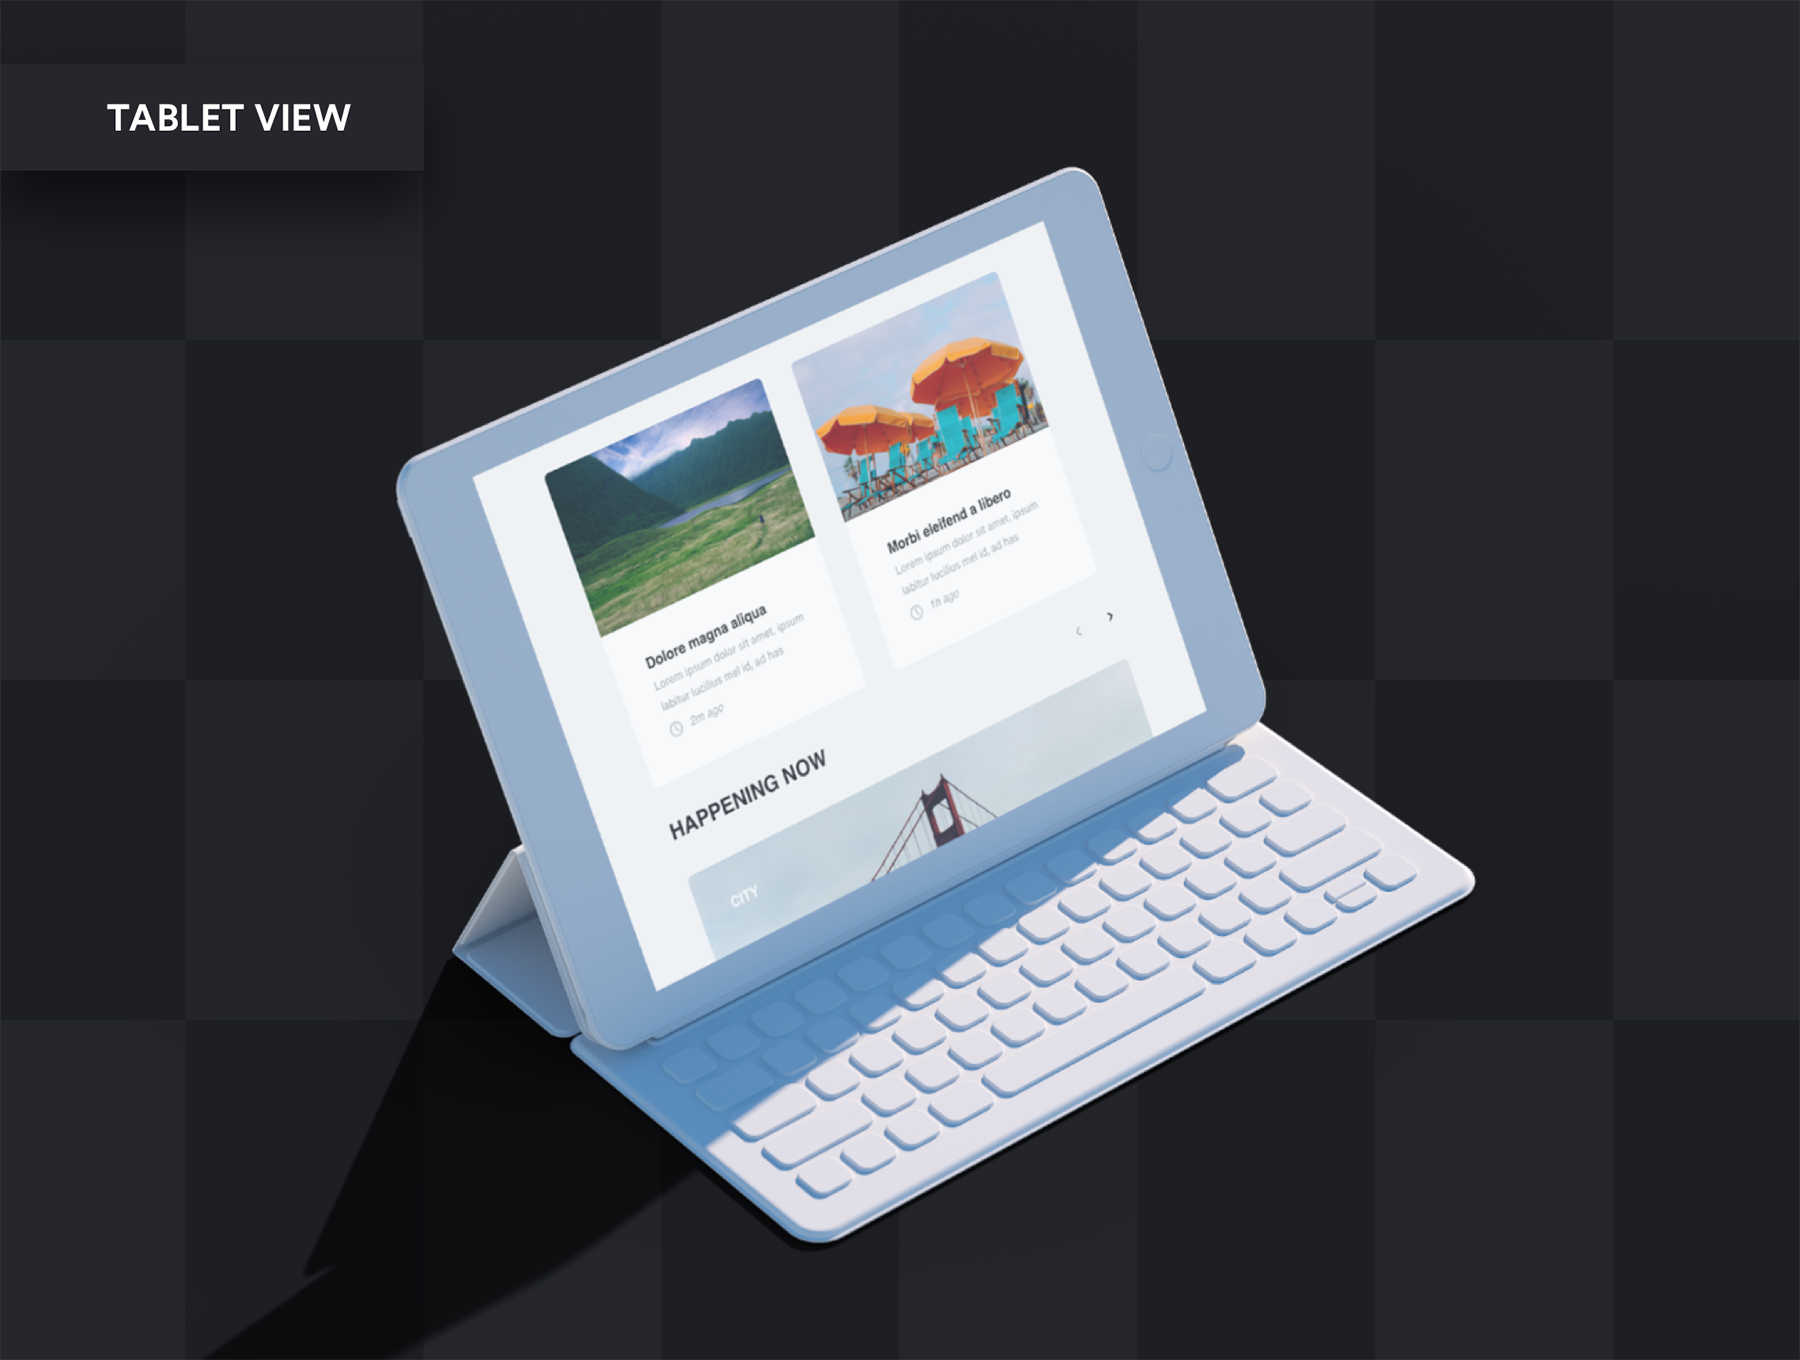 TABLET VIEW
Dolore magna aliqua
Lorem ipsum dolor sit amet, ipsum
labitur lucilius mel id, ad has
2m ago
Morbi eleifend a libero
Lorem ipsum dolor sit amet, ipsum
labitur lucilius mel id, ad has
1h ago
HAPPENING NOW
CITY